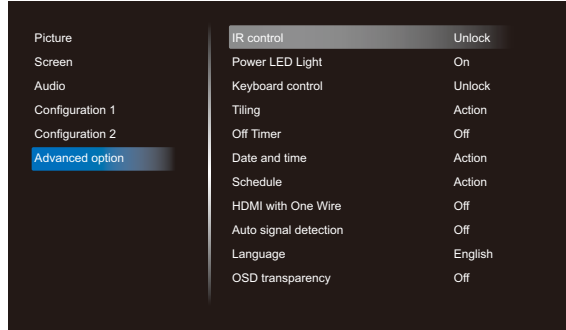 Picture
Screen
Audio
Configuration 1
Configuration 2
Advanced option
IR control Unlock
Power LED Light On
Keyboard control Unlock
Tiling Action
Off Timer Off
Date and time Action
Schedule Action
HDMI with One Wire Off
Auto signal detection Off
Language English
OSD transparency Off